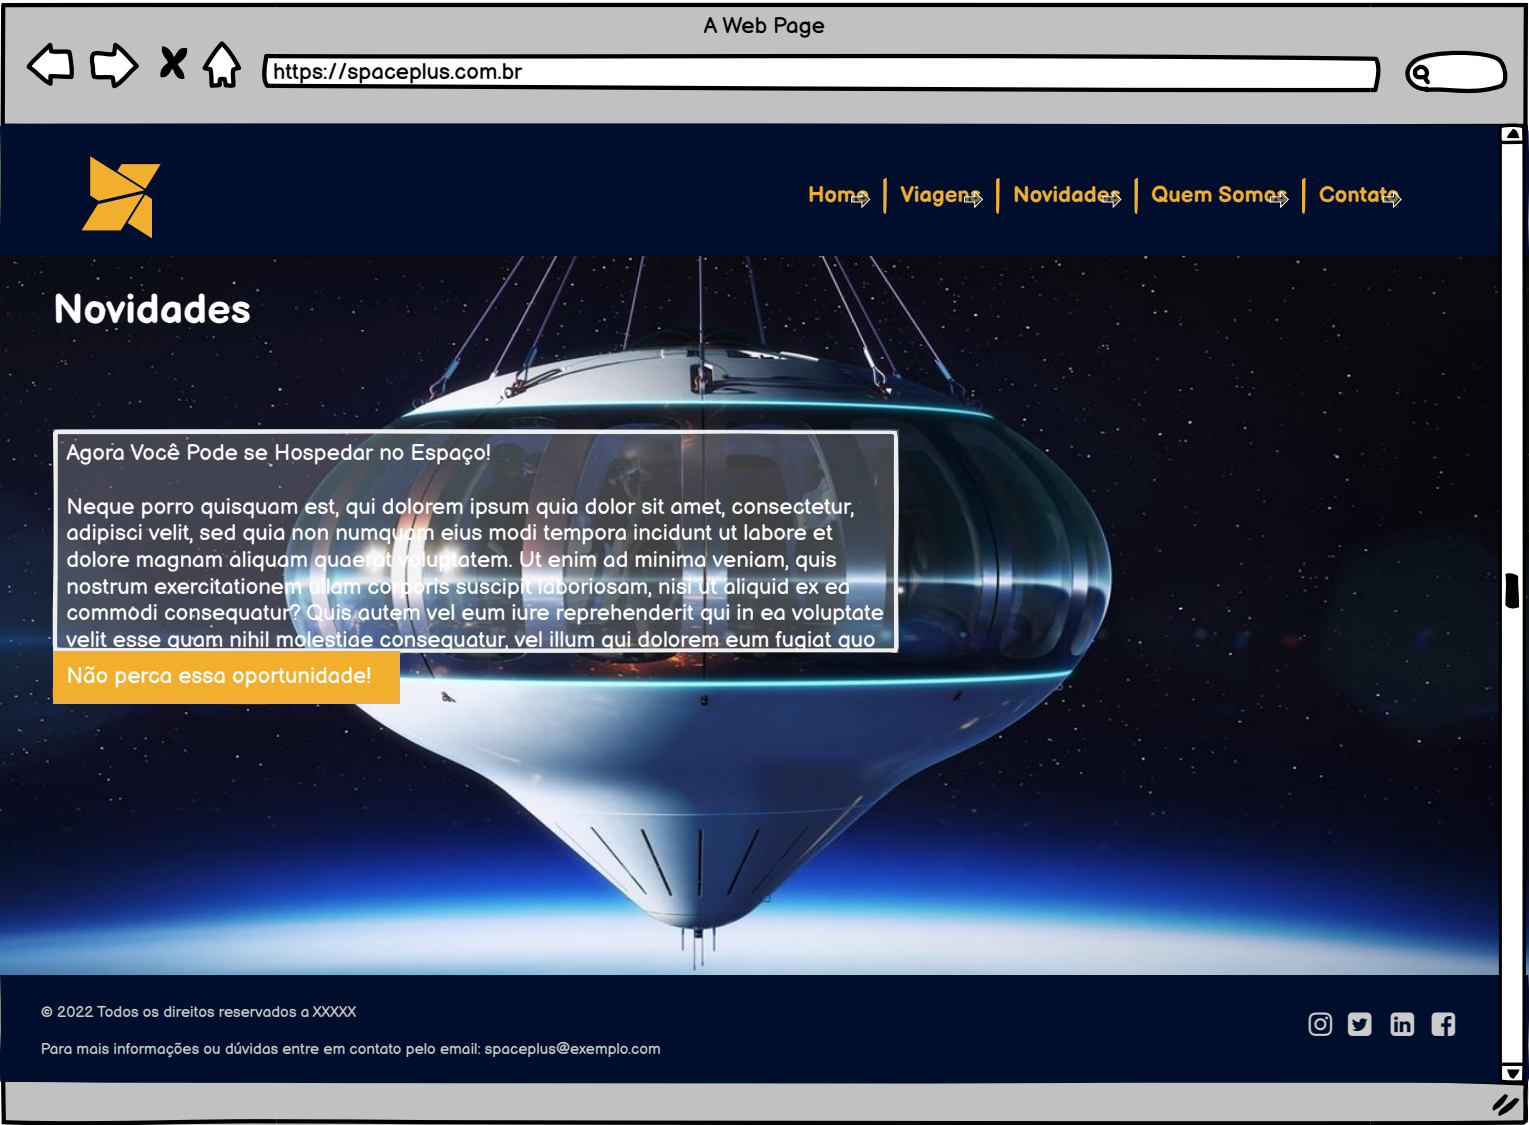 A Web Page
https://spaceplus.com.br
Home
Viagens
Novidades
Quem Somos
Contato
Novidades
Agora Você Pode se Hospedar no Espaço!
Neque porro quisquam est, qui dolorem ipsum quia dolor sit amet, consectetur,
adipisci velit, sed quia non numquam eius modi tempora incidunt ut labore et
dolore magnam aliquam quaerat voluptatem. Ut enim ad minima veniam, quis
nostrum exercitationem ullam corporis suscipit laboriosam, nisi ut aliquid ex ea
commodi consequatur? Quis autem vel eum iure reprehenderit qui in ea voluptate
velit esse quam nihil molestiae consequatur, vel illum qui dolorem eum fugiat quo
Não perca essa oportunidade!
© 2022 Todos os direitos reservados a XXXXX
Para mais informações ou dúvidas entre em contato pelo email: spaceplus@exemplo.com